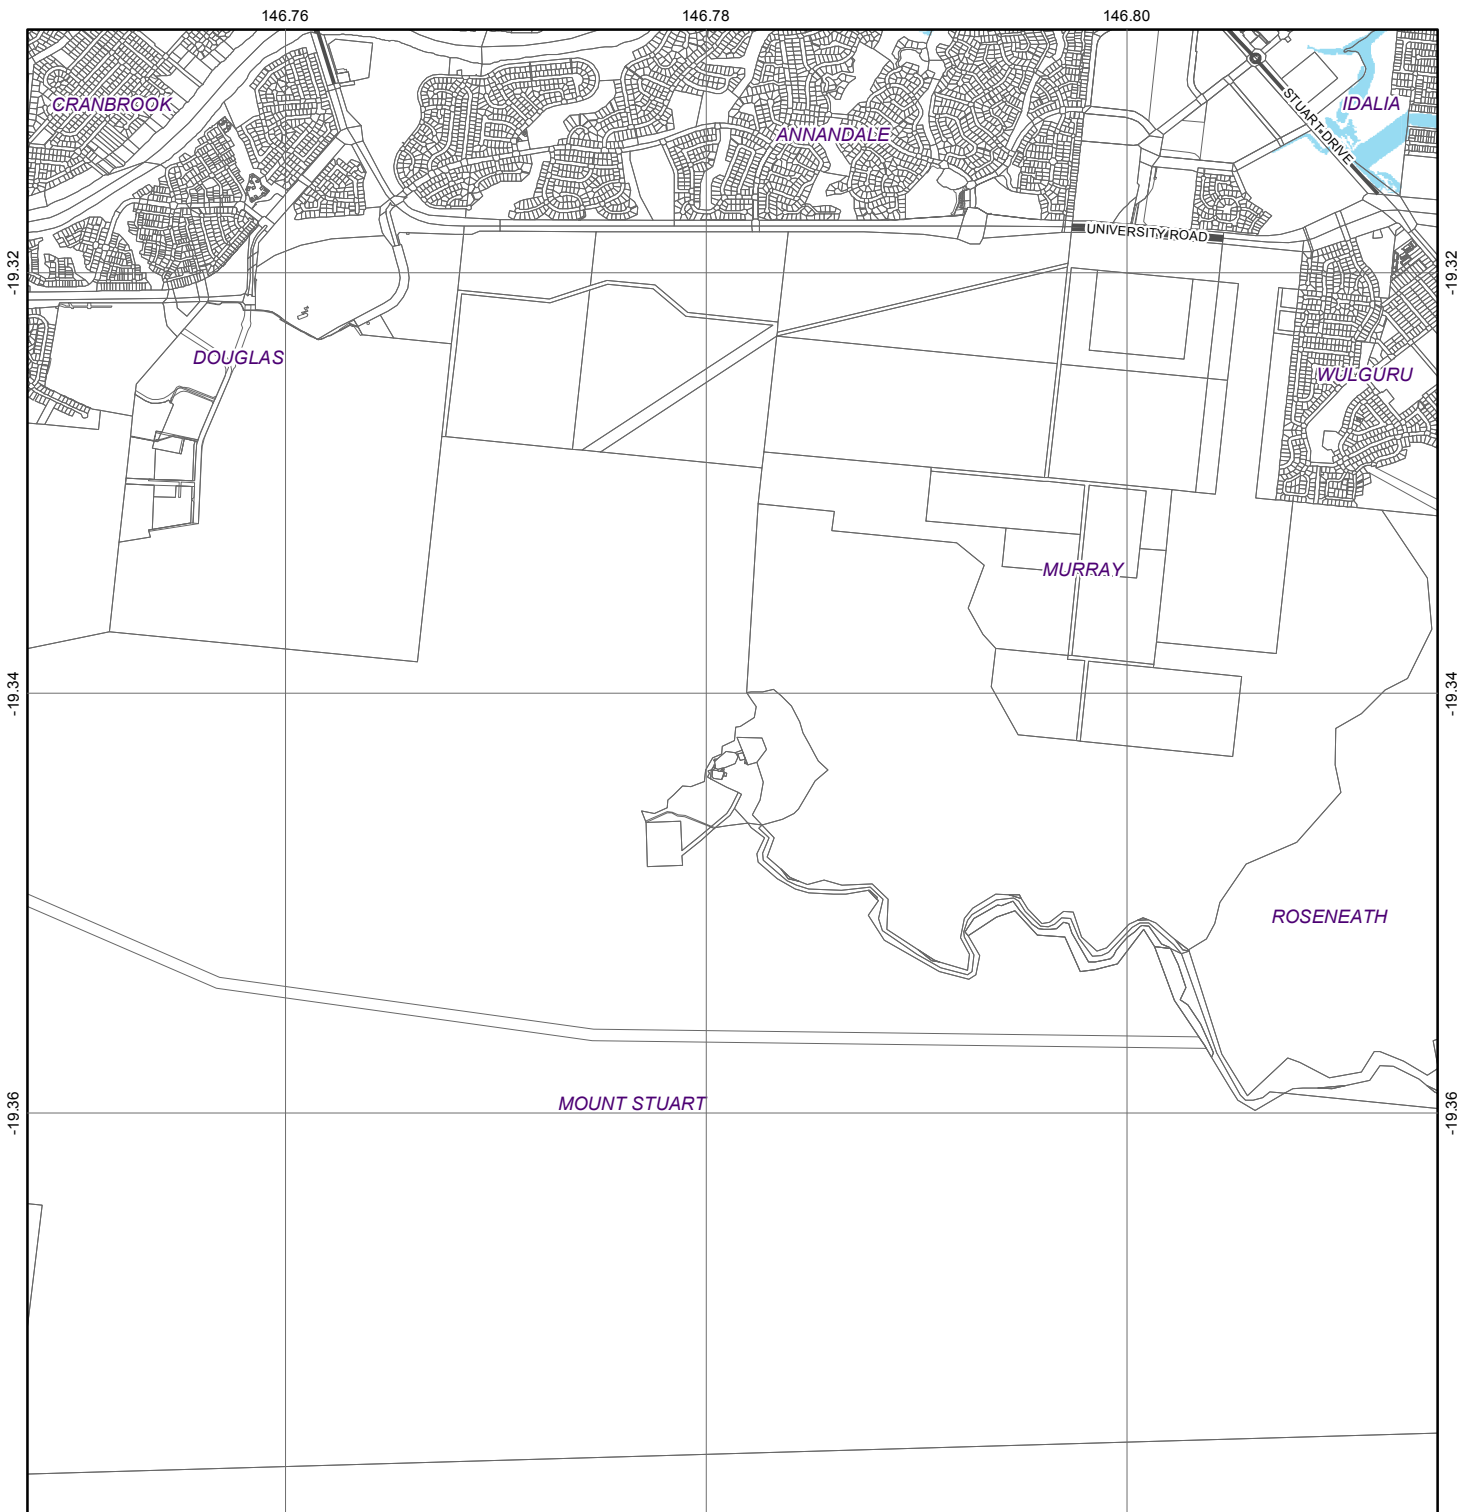 146.76
146.78
146.80
CRANBROOK
ANNANDALE
IDALIA
STUART DRIVE
UNIVERSITY ROAD
-19.32
-19.32
DOUGLAS
WULGURU
MURRAY
-19.34
-19.34
ROSENEATH
MOUNT STUART
-19.36
-19.36